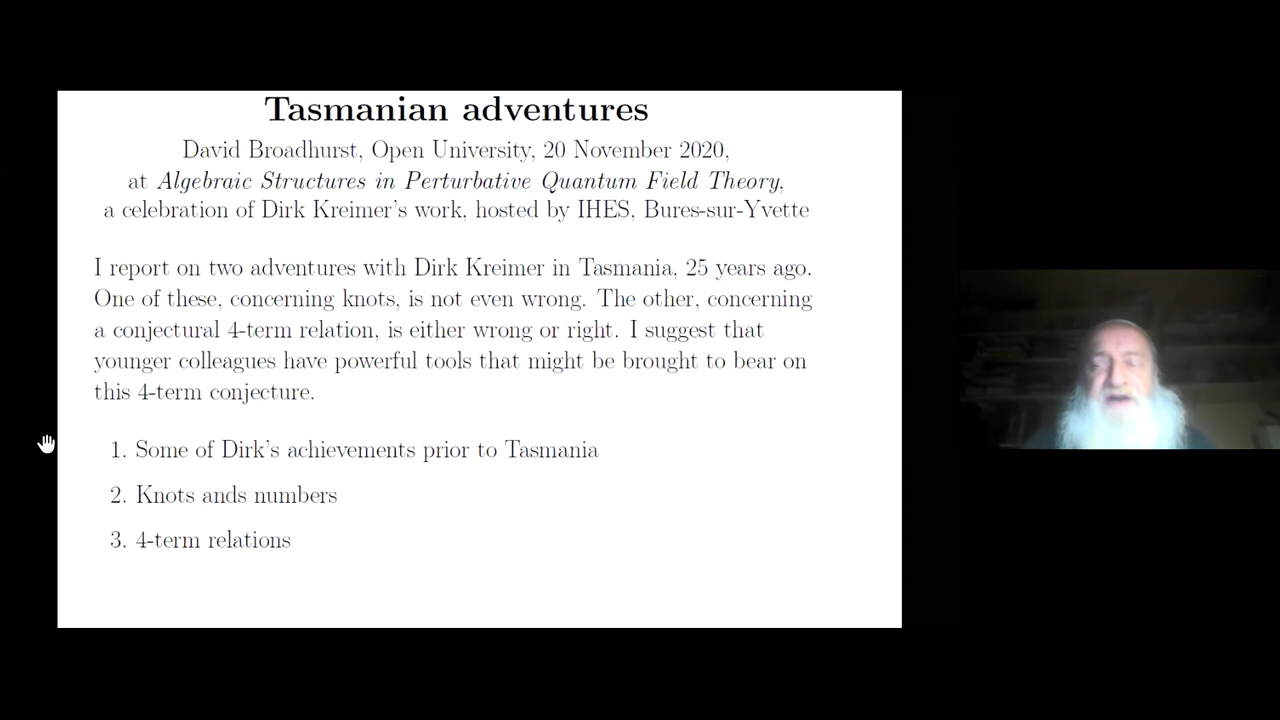 Tasmanian adventures
David Broadhurst, Open University, 20 November 2020,
at Algebraic Structures in Perturbative Quantum Field Theory,
a celebration of Dirk Kreimer's work, hosted by IHES, Bures-sur-Yvette
I report on two adventures with Dirk Kreimer in Tasmania, 25 years ago.
One of these, concerning knots, is not even wrong. The other, concerning
a conjectural 4-term relation, is either wrong or right. I suggest that
younger colleagues have powerful tools that might be brought to bear on
this 4-term conjecture.
1. Some of Dirk's achievements prior to Tasmania
2. Knots ands numbers
3. 4-term relations